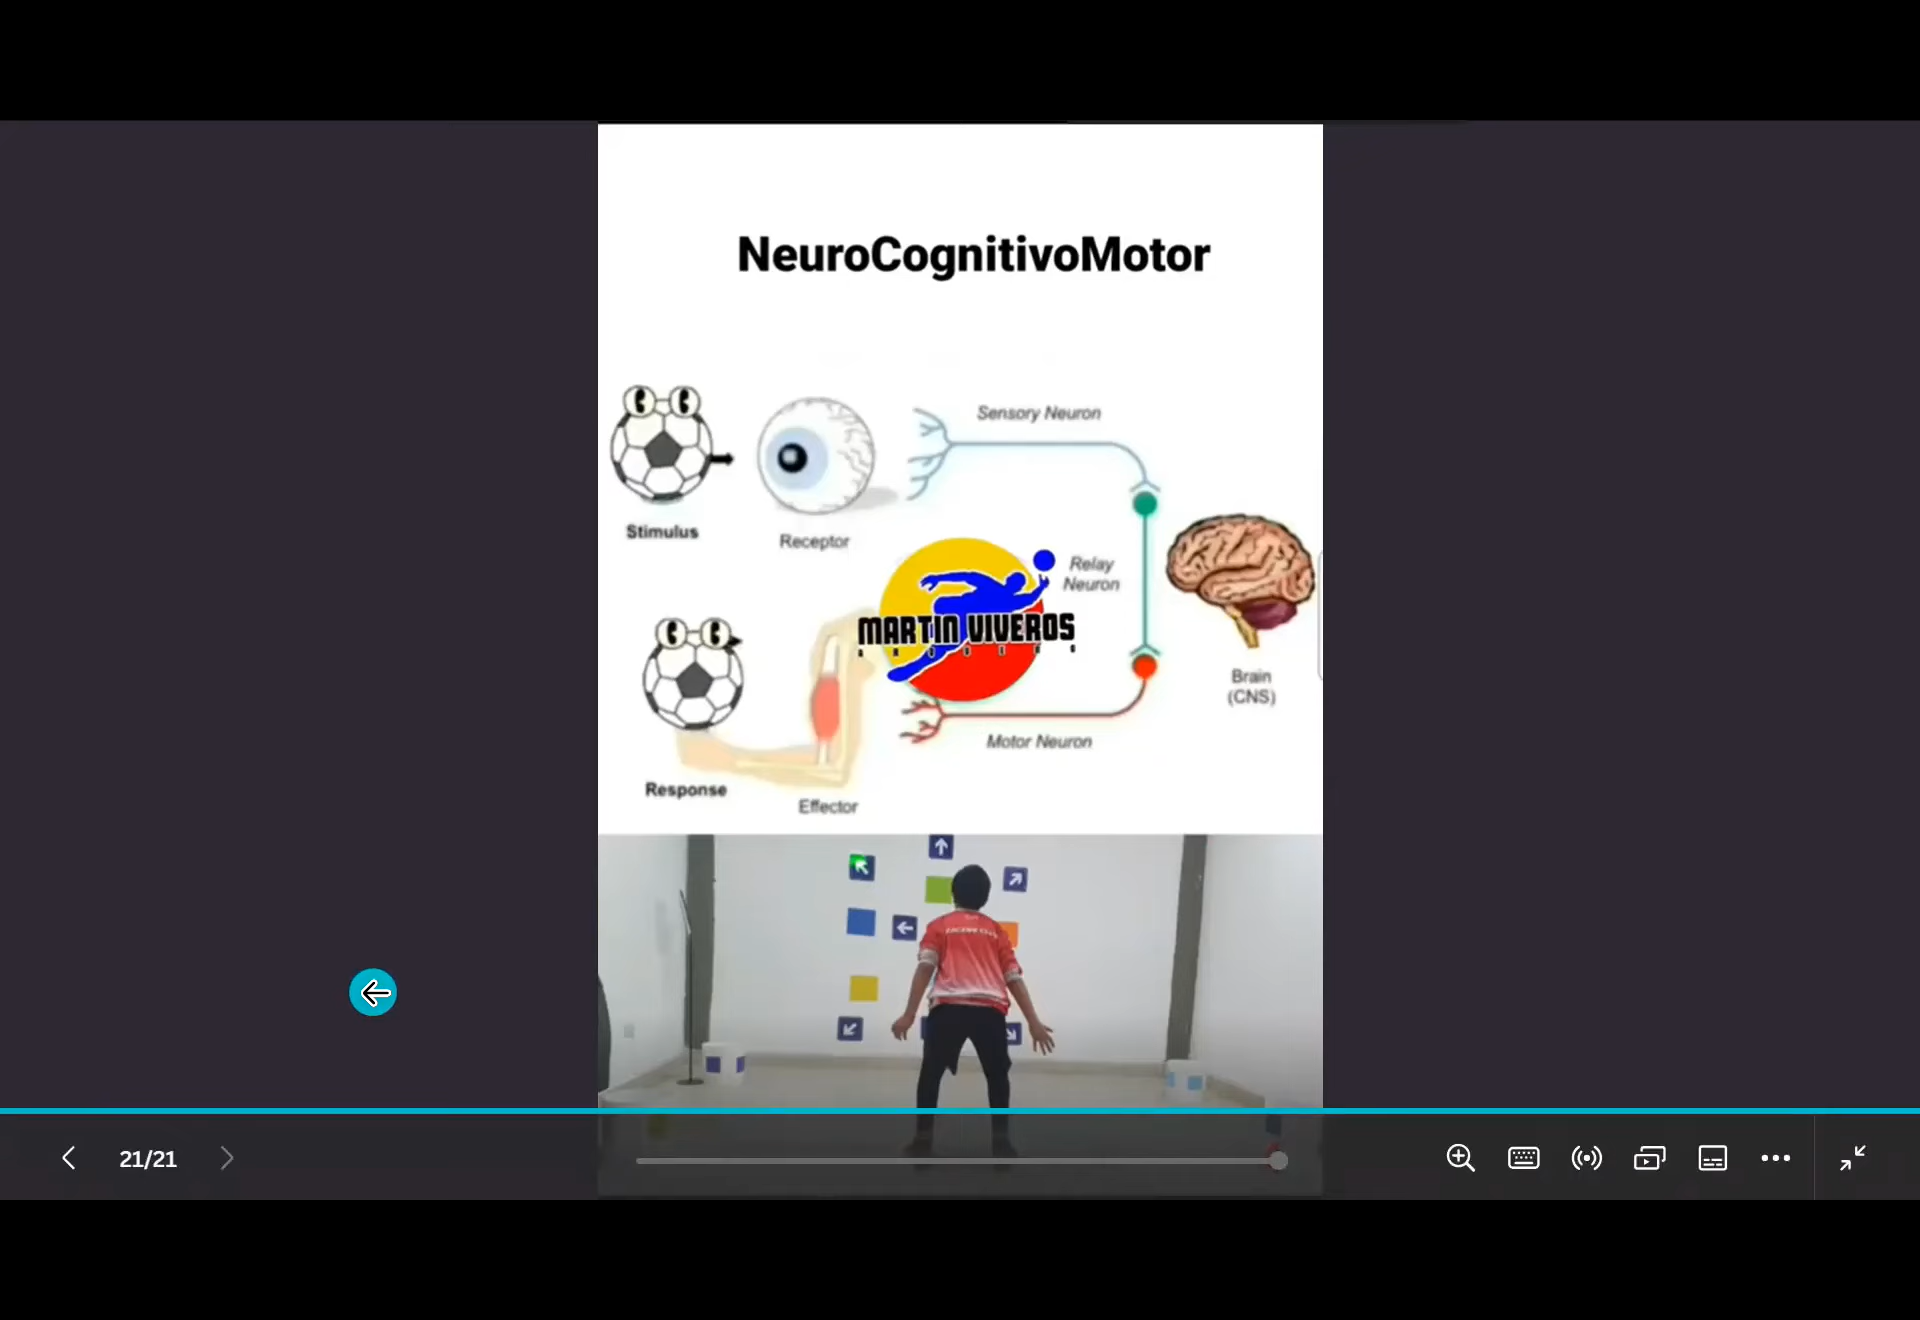 NeuroCognitivoMotor
Sensory Neuron
Stimulus
Receptor
Relay
Neuron
MARTIN VIVEROS
Brain
(CNS)
Motor Neuron
Response
Effector
21/21